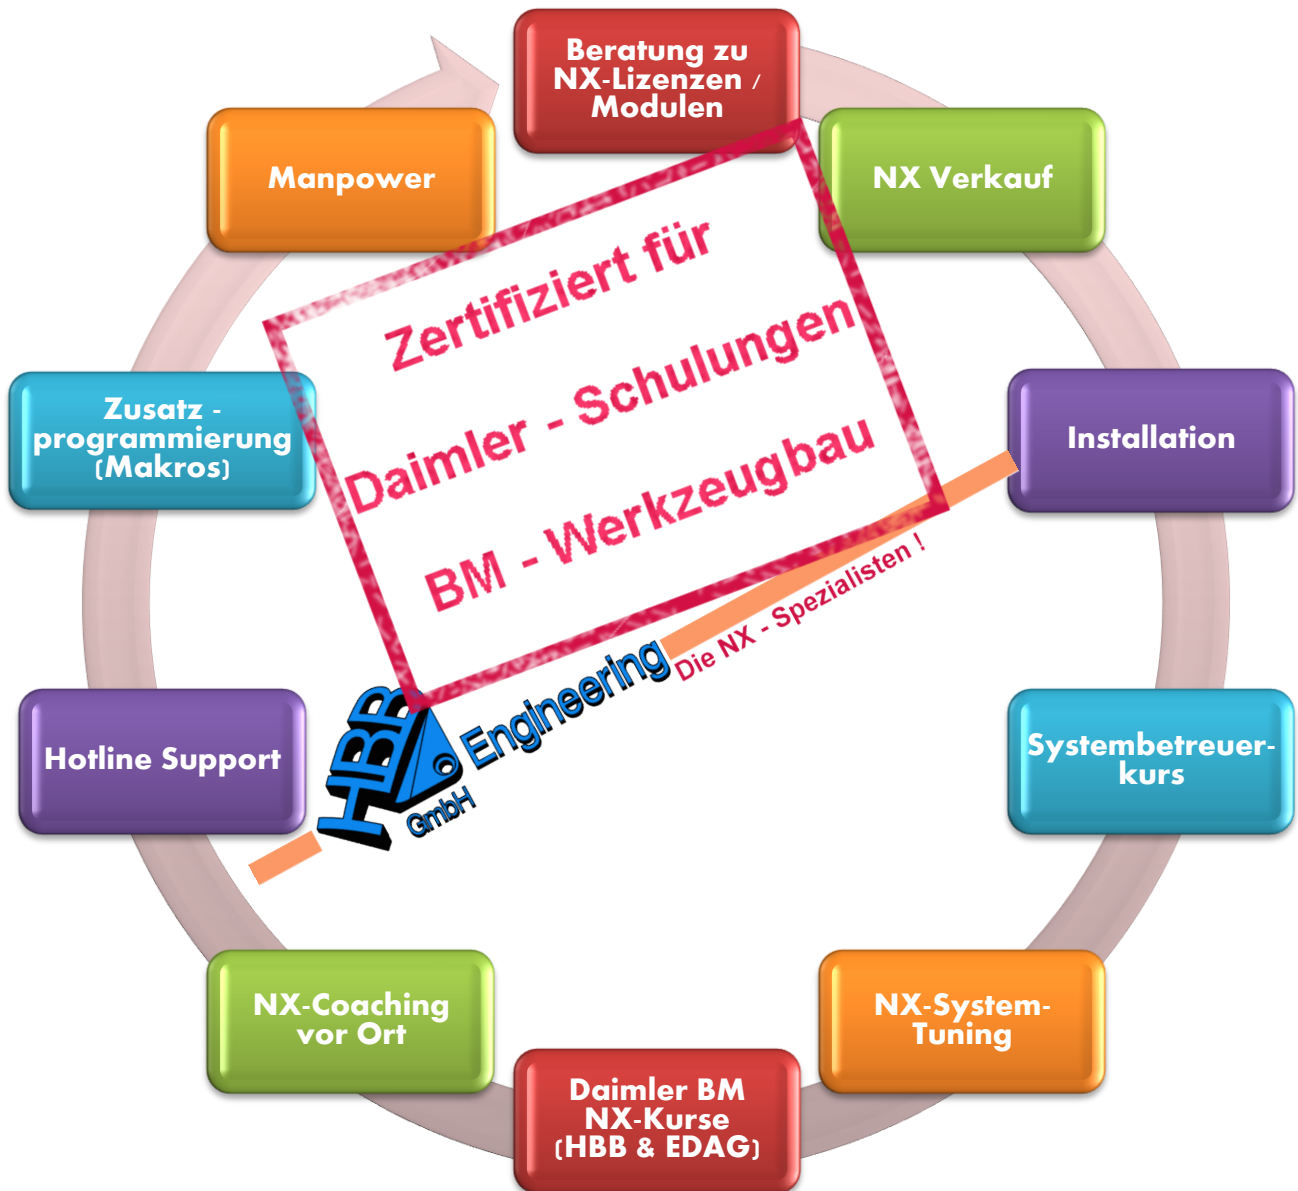 Beratung zu
NX-Lizenzen /
Modulen
NX Verkauf
Installation
Systembetreuer-
kurs
NX-System-
Tuning
Daimler BM
NX-Kurse
(HBB & EDAG)
NX-Coaching
vor Ort
Hotline Support
Zusatz -
programmierung
(Makros)
Manpower
Zertifiziert für
Daimler - Schulungen
BM - Werkzeugbau
HBB Engineering
GmbH
Die NX - Spezialisten !